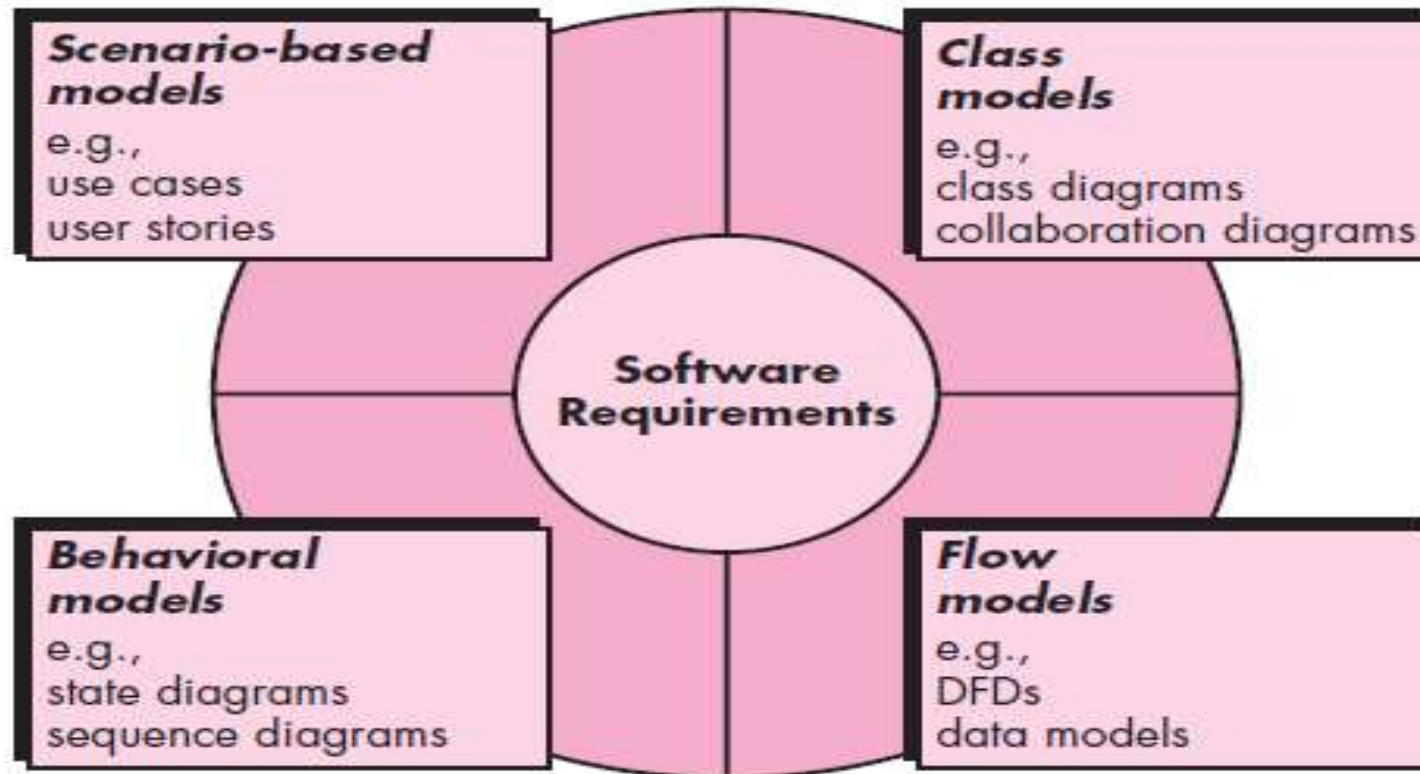 Scenario-based
models
e.g.,
use cases
user stories
Class
models
e.g.,
class diagrams
collaboration diagrams
Software
Requirements
Behavioral
models
e.g.,
state diagrams
sequence diagrams
Flow
models
e.g.,
DFDs
data models